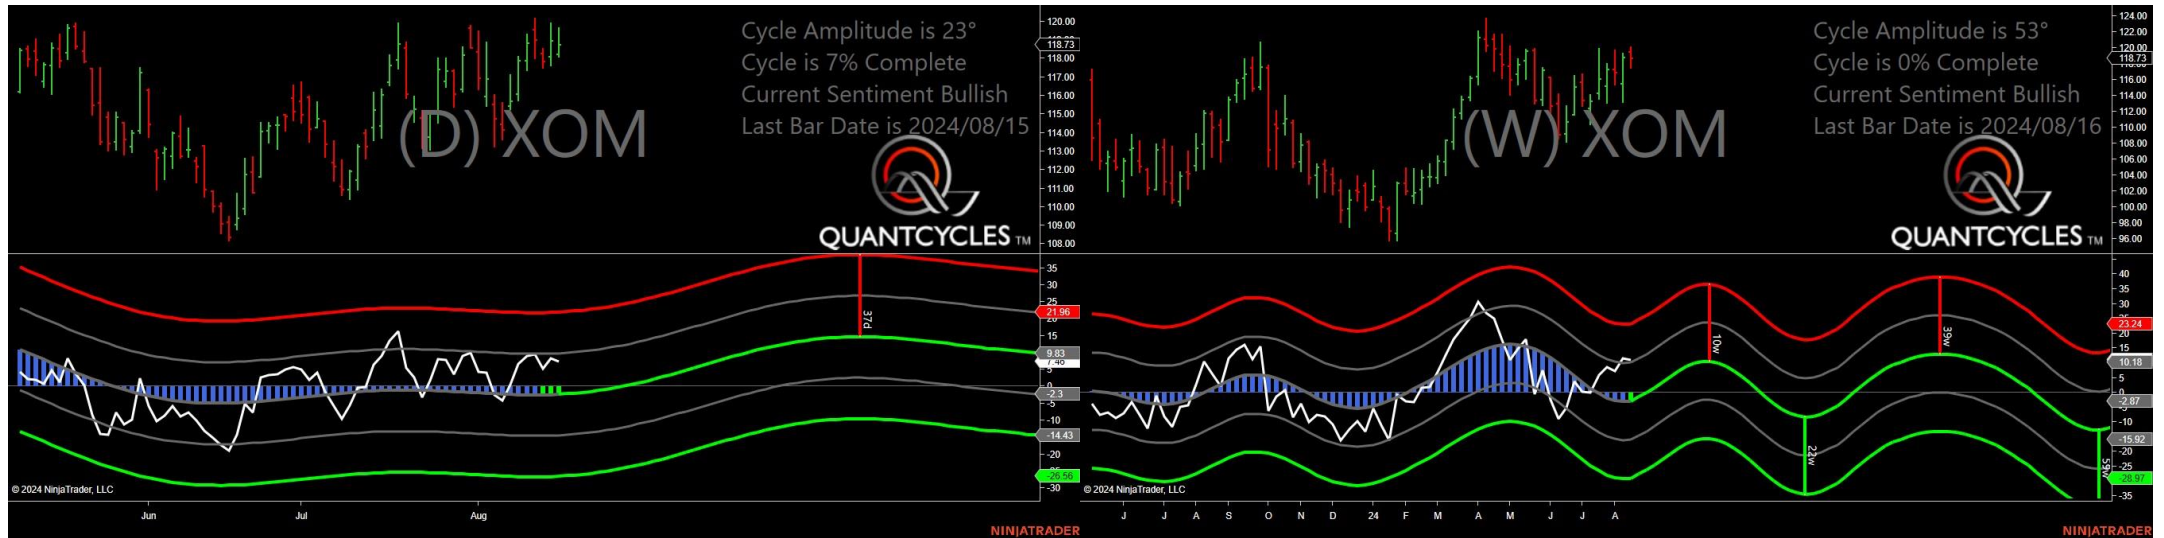 Cycle Amplitude is 23°
Cycle is 7% Complete
Current Sentiment Bullish
Last Bar Date is 2024/08/15
(D) XOM
QUANTCYCLES TM
120.00
118.73
118.00
117.00
116.00
115.00
114.00
113.00
112.00
111.00
110.00
109.00
108.00
35
30
25
21.96
15
9.83
7.46
5
0
-2.3
-5
-10
-14.43
-20
-26.56
-30
37d
© 2024 NinjaTrader, LLC
Jun Jul Aug
NINJATRADER
Cycle Amplitude is 53°
Cycle is 0% Complete
Current Sentiment Bullish
Last Bar Date is 2024/08/16
(W) XOM
QUANTCYCLES TM
124.00
122.00
120.00
118.73
116.00
114.00
112.00
110.00
108.00
106.00
104.00
102.00
100.00
98.00
96.00
40
35
30
23.24
15
10.18
5
0
-2.87
-10
-15.92
-20
-25
-28.97
-35
10w
22w
39w
59w
© 2024 NinjaTrader, LLC
J J A S O N D 24 F M A M J J A
NINJATRADER